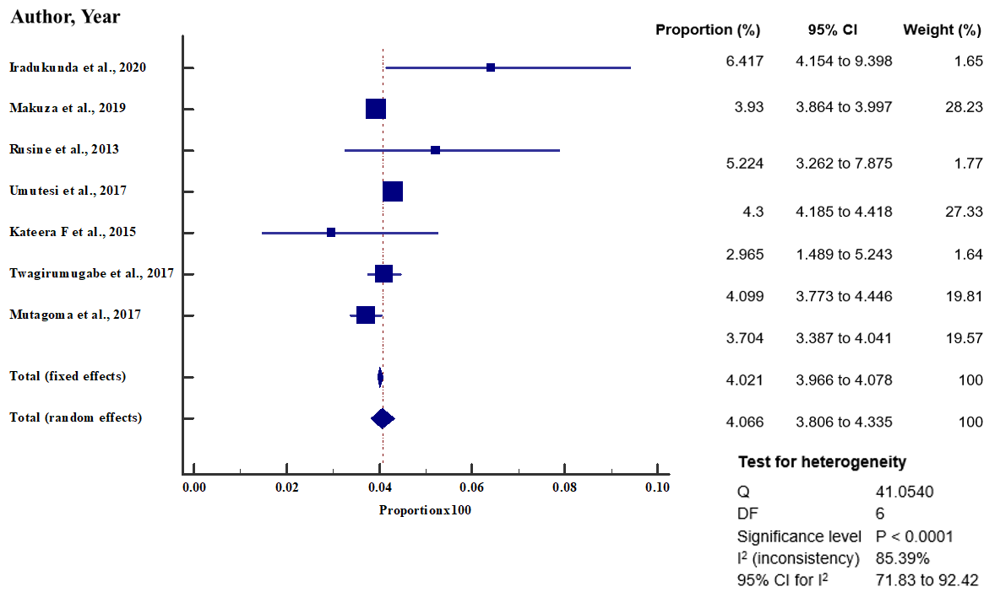 Author, Year
Proportion (%) 95% CI Weight (%)
Iradukunda et al., 2020 6.417 4.154 to 9.398 1.65
Makuza et al., 2019 3.93 3.864 to 3.997 28.23
Rusine et al., 2013 5.224 3.262 to 7.875 1.77
Umutesi et al., 2017 4.3 4.185 to 4.418 27.33
Kateera F et al., 2015 2.965 1.489 to 5.243 1.64
Twagirumugabe et al., 2017 4.099 3.773 to 4.446 19.81
Mutagoma et al., 2017 3.704 3.387 to 4.041 19.57
Total (fixed effects) 4.021 3.966 to 4.078 100
Total (random effects) 4.066 3.806 to 4.335 100
0.00 0.02 0.04 0.06 0.08 0.10
Proportionx100
Test for heterogeneity
Q 41.0540
DF 6
Significance level P < 0.0001
I² (inconsistency) 85.39%
95% CI for I² 71.83 to 92.42